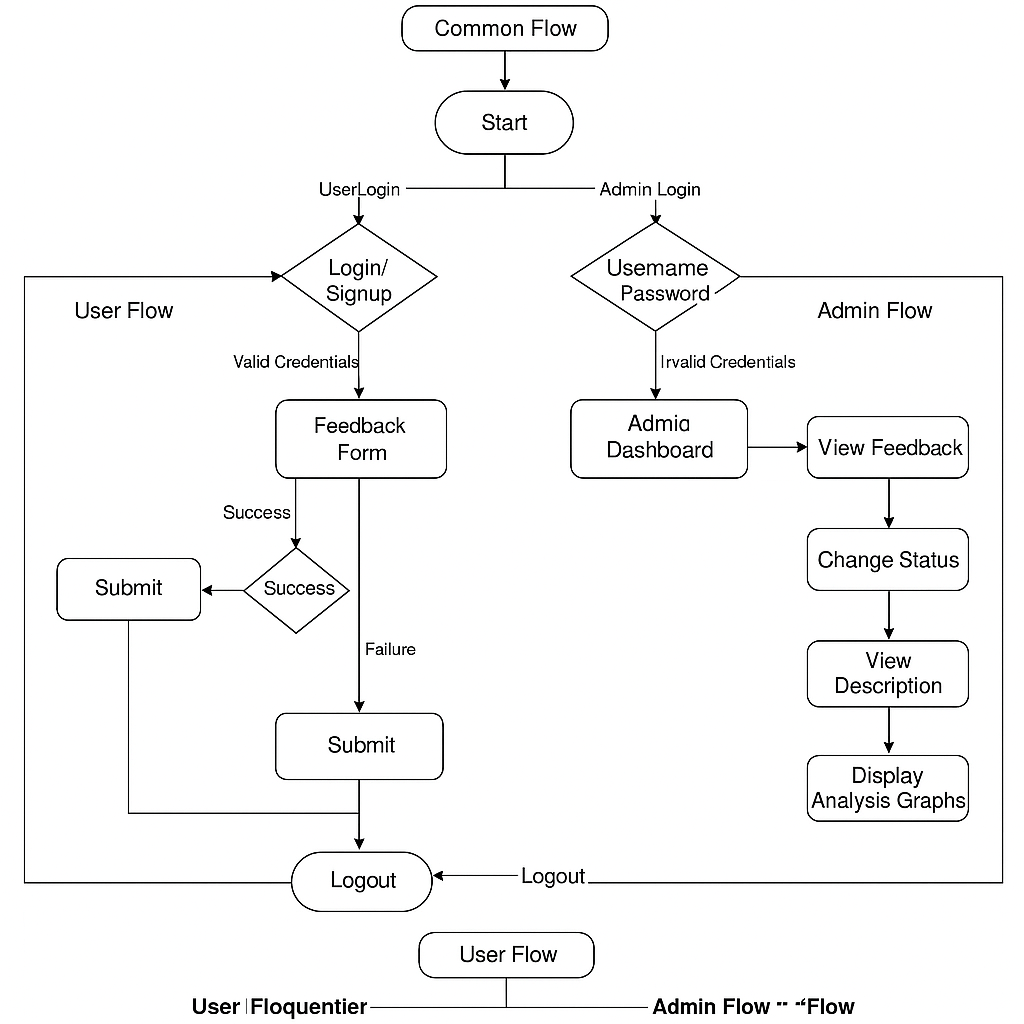 Common Flow
Start
UserLogin
Admin Login
Login/
Signup
Usemame
Password
User Flow
Admin Flow
Valid Credentials
Irvalid Credentials
Feedback
Form
Admia
Dashboard
View Feedback
Success
Change Status
Submit
Success
Failure
View
Description
Submit
Display
Analysis Graphs
Logout
Logout
User Flow
User Floquentier
Admin Flow -- “Flow